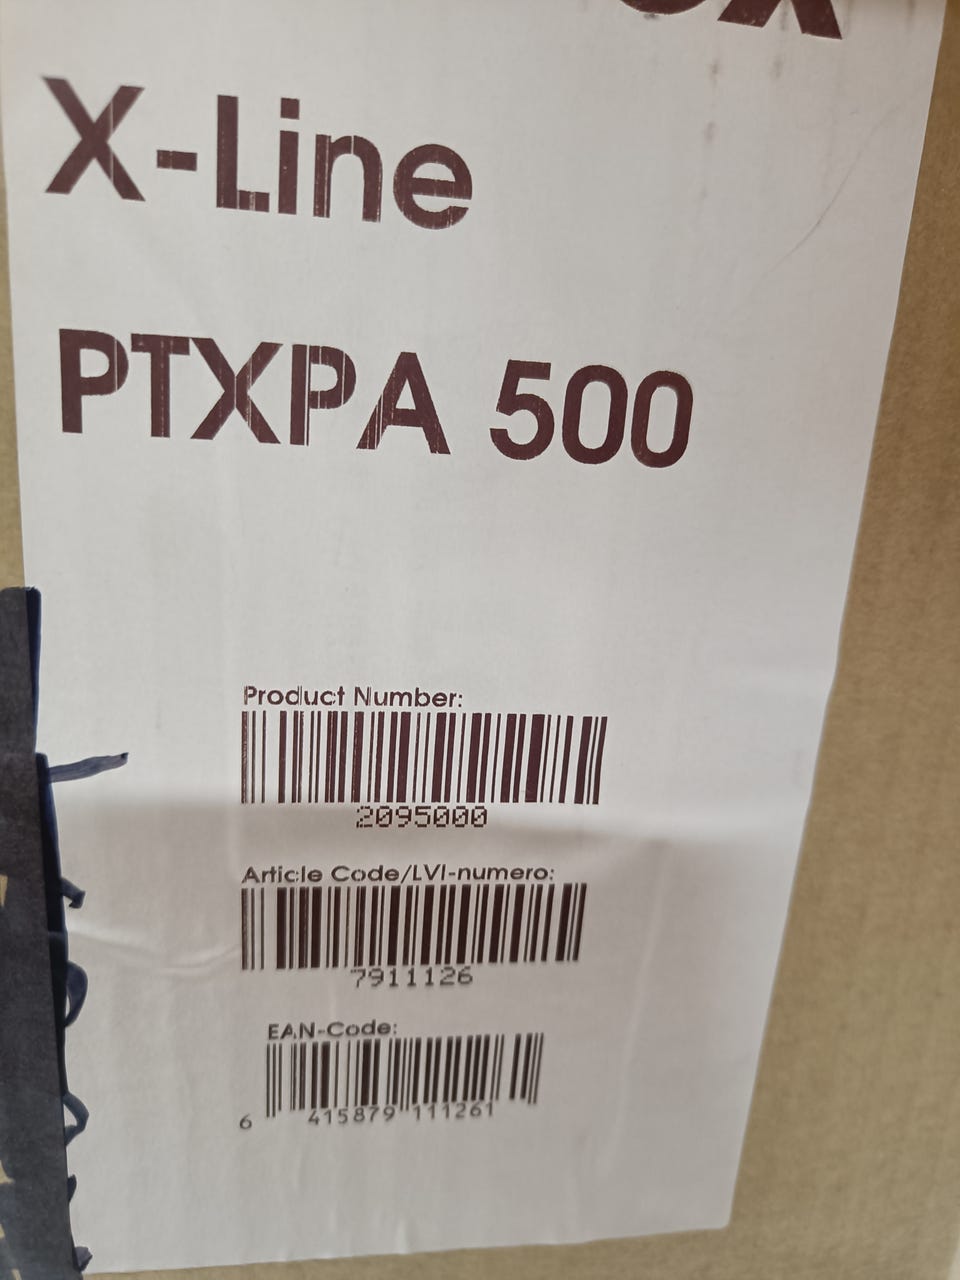 X-Line
PTXPA 500
Product Number:
2095000
Article Code/LVI-numero:
7911126
EAN-Code:
6 415879 111261